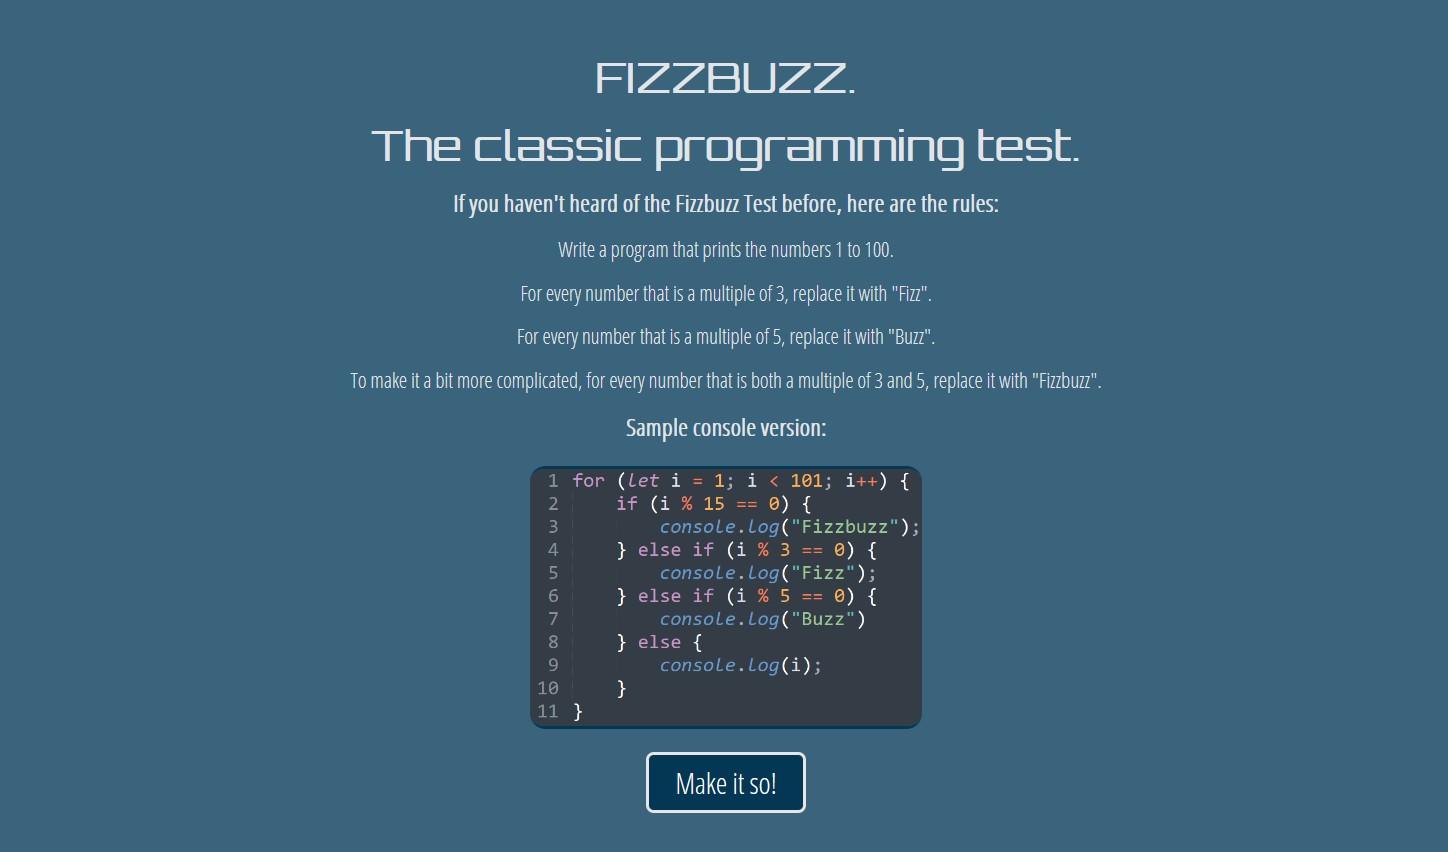 FIZZBUZZ.
The classic programming test.
If you haven't heard of the Fizzbuzz Test before, here are the rules:
Write a program that prints the numbers 1 to 100.
For every number that is a multiple of 3, replace it with "Fizz".
For every number that is a multiple of 5, replace it with "Buzz".
To make it a bit more complicated, for every number that is both a multiple of 3 and 5, replace it with "Fizzbuzz".
Sample console version:
1 for (let i = 1; i < 101; i++) {
2     if (i % 15 == 0) {
3         console.log("Fizzbuzz");
4     } else if (i % 3 == 0) {
5         console.log("Fizz");
6     } else if (i % 5 == 0) {
7         console.log("Buzz")
8     } else {
9         console.log(i);
10     }
11 }
Make it so!